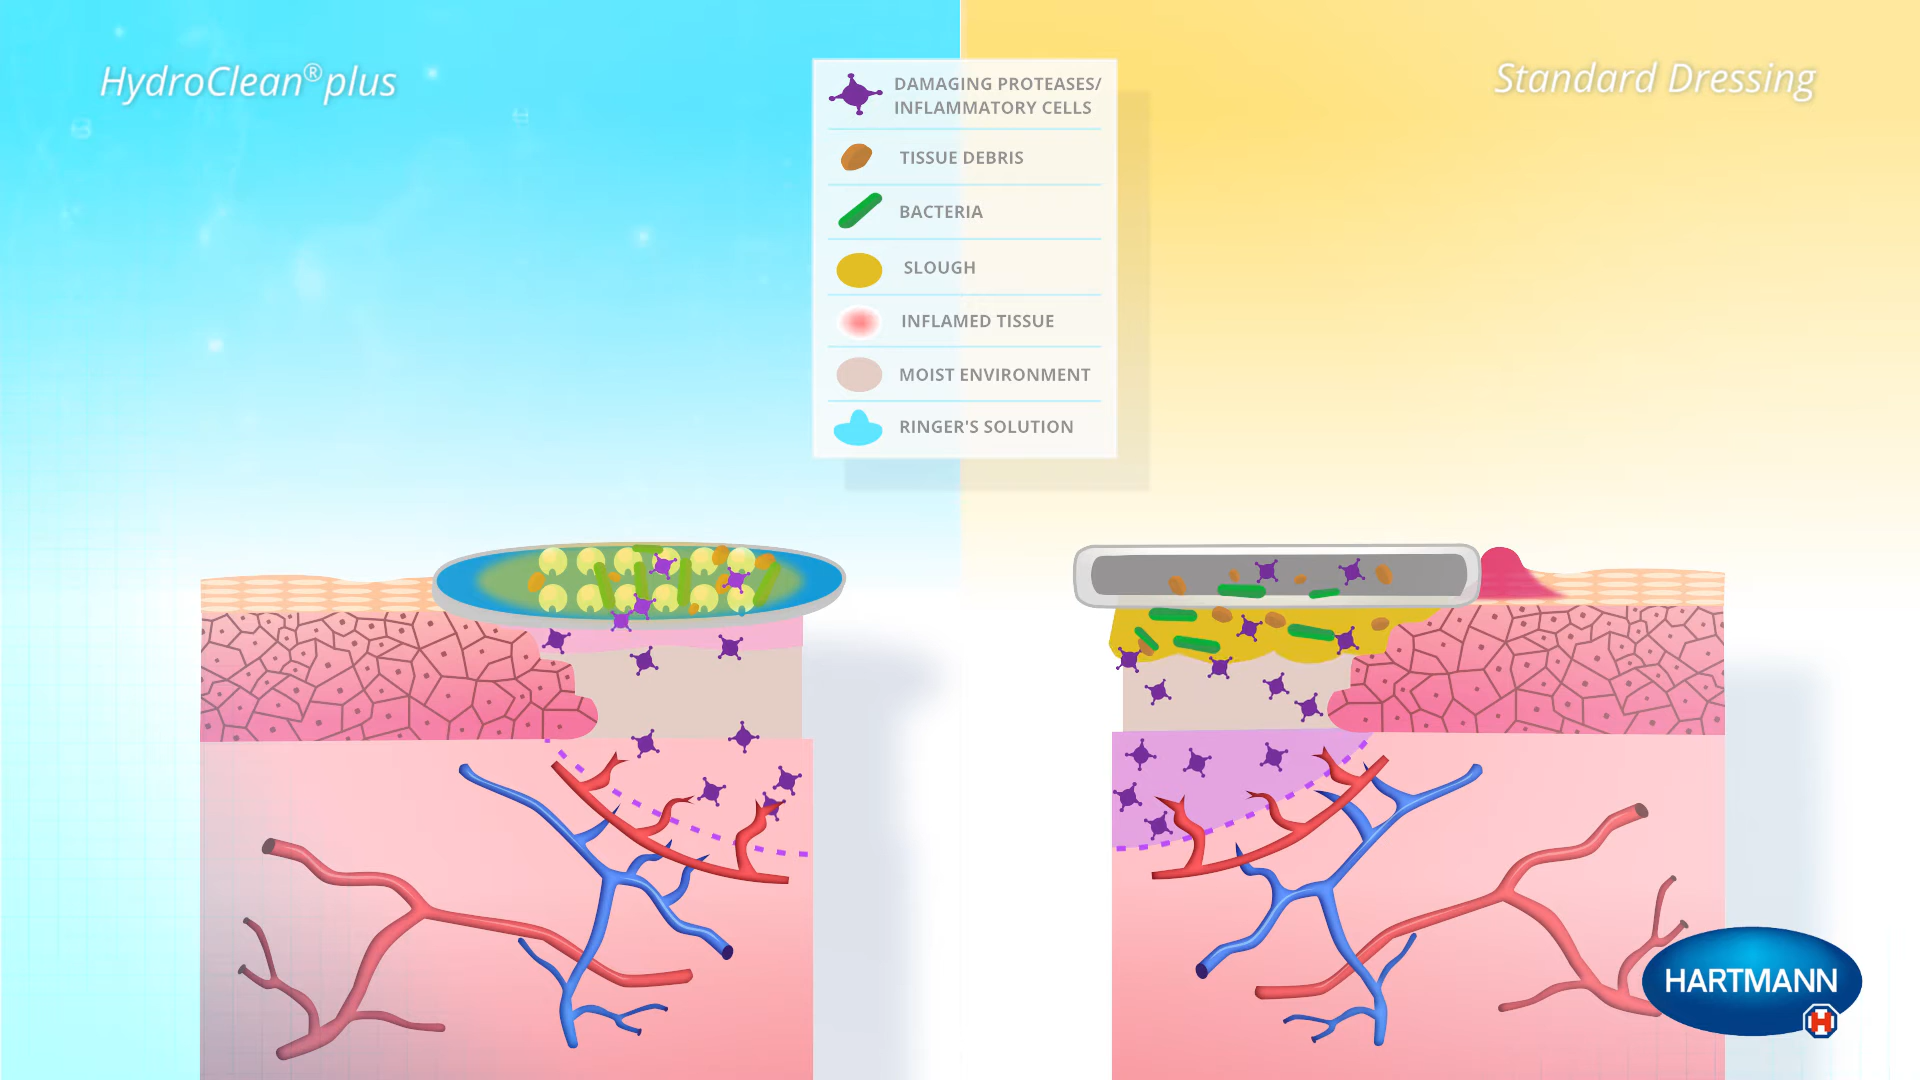 HydroClean®plus
Standard Dressing
DAMAGING PROTEASES/
INFLAMMATORY CELLS
TISSUE DEBRIS
BACTERIA
SLOUGH
INFLAMED TISSUE
MOIST ENVIRONMENT
RINGER'S SOLUTION
HARTMANN
H